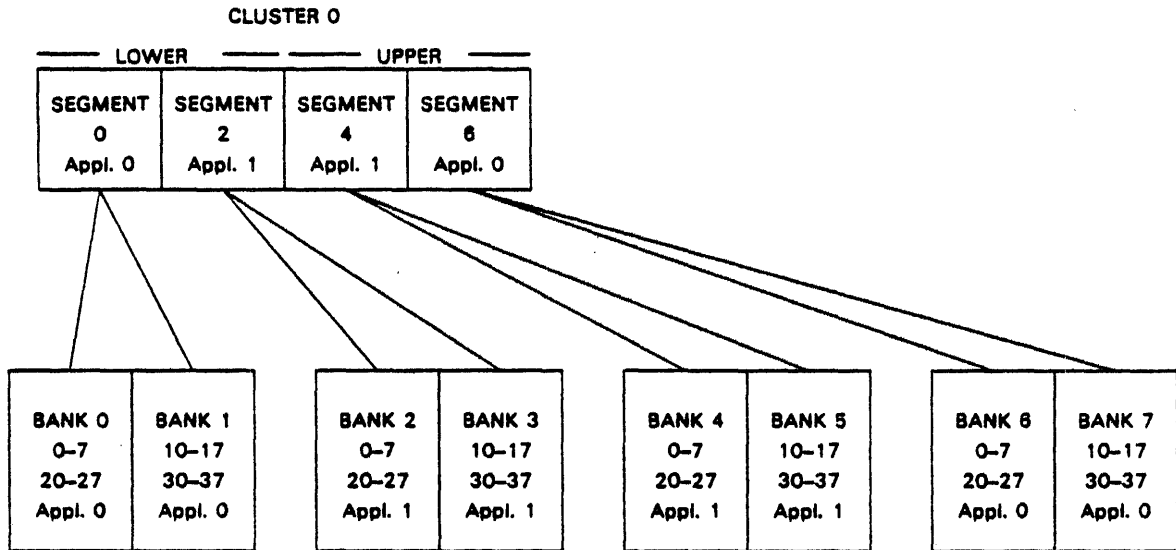 CLUSTER 0
LOWER UPPER
SEGMENT SEGMENT SEGMENT SEGMENT
0 2 4 6
Appl. 0 Appl. 1 Appl. 1 Appl. 0
BANK 0 BANK 1 BANK 2 BANK 3 BANK 4 BANK 5 BANK 6 BANK 7
0–7 10–17 0–7 10–17 0–7 10–17 0–7 10–17
20–27 30–37 20–27 30–37 20–27 30–37 20–27 30–37
Appl. 0 Appl. 0 Appl. 1 Appl. 1 Appl. 1 Appl. 1 Appl. 0 Appl. 0